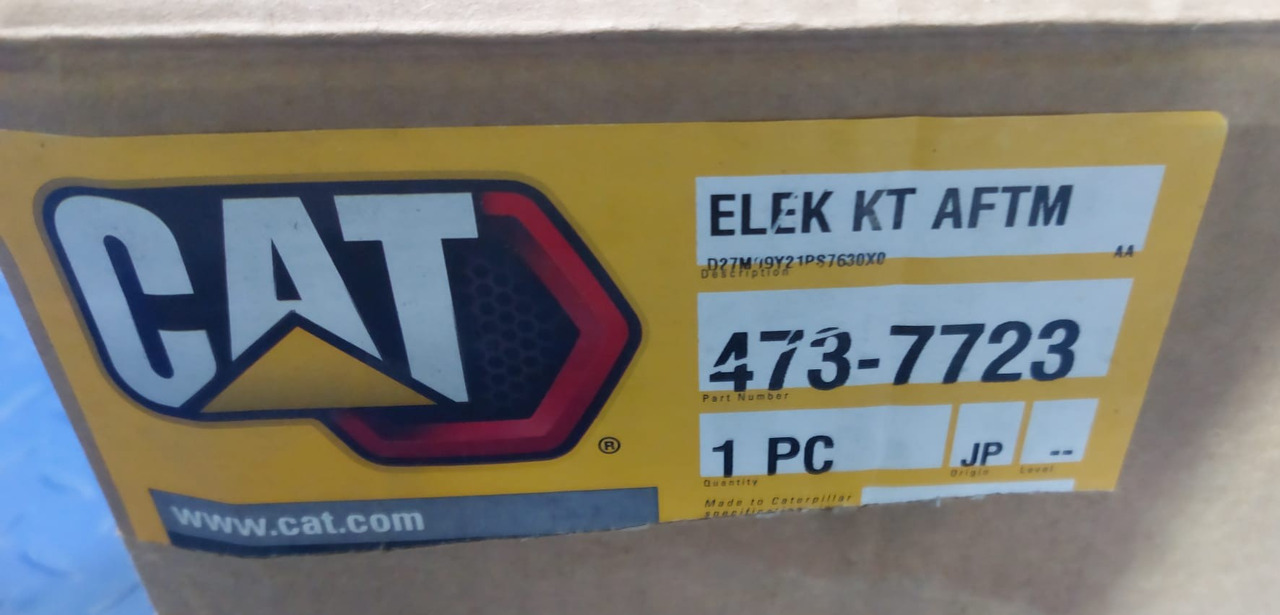 CAT
®
www.cat.com
ELEK KT AFTM
AA
Description
473-7723
Part Number
1 PC
JP
--
Quantity
Origin
Level
Made to Caterpillar